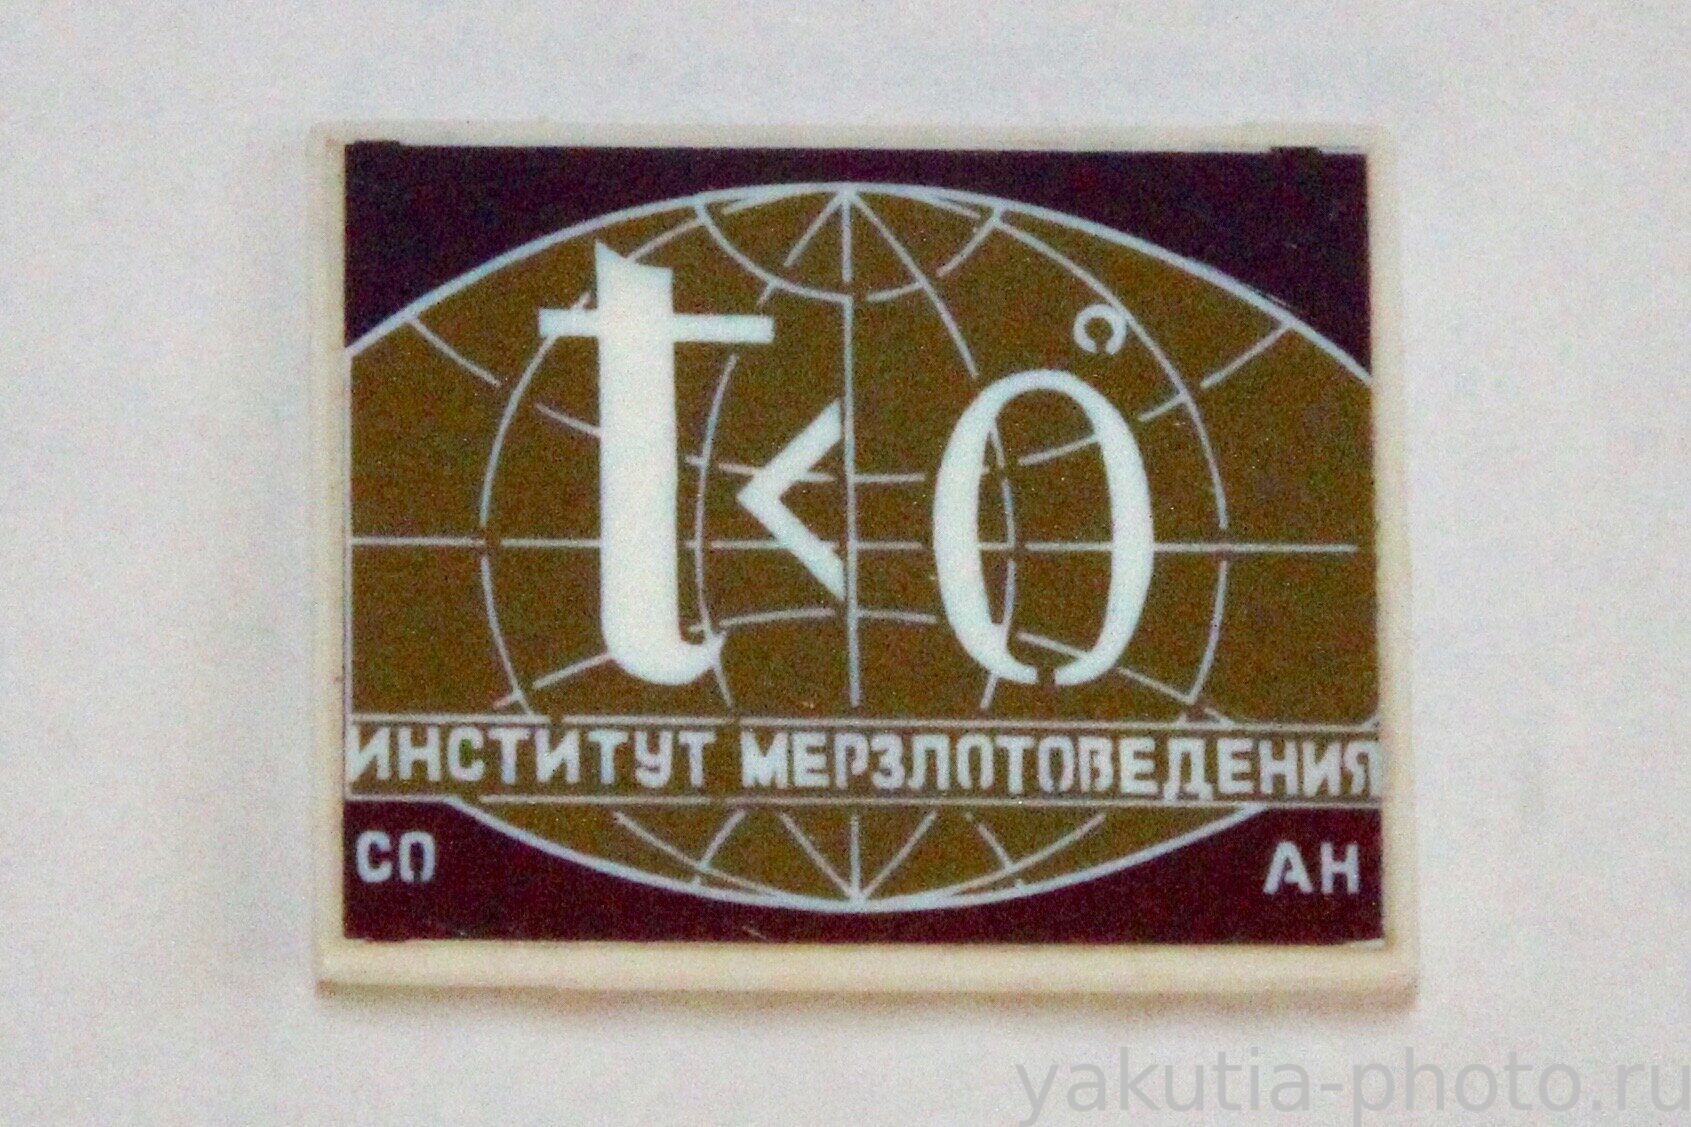 t<0°
ИНСТИТУТ МЕРЗЛОТОВЕДЕНИЯ
СО АН
yakutia-photo.ru